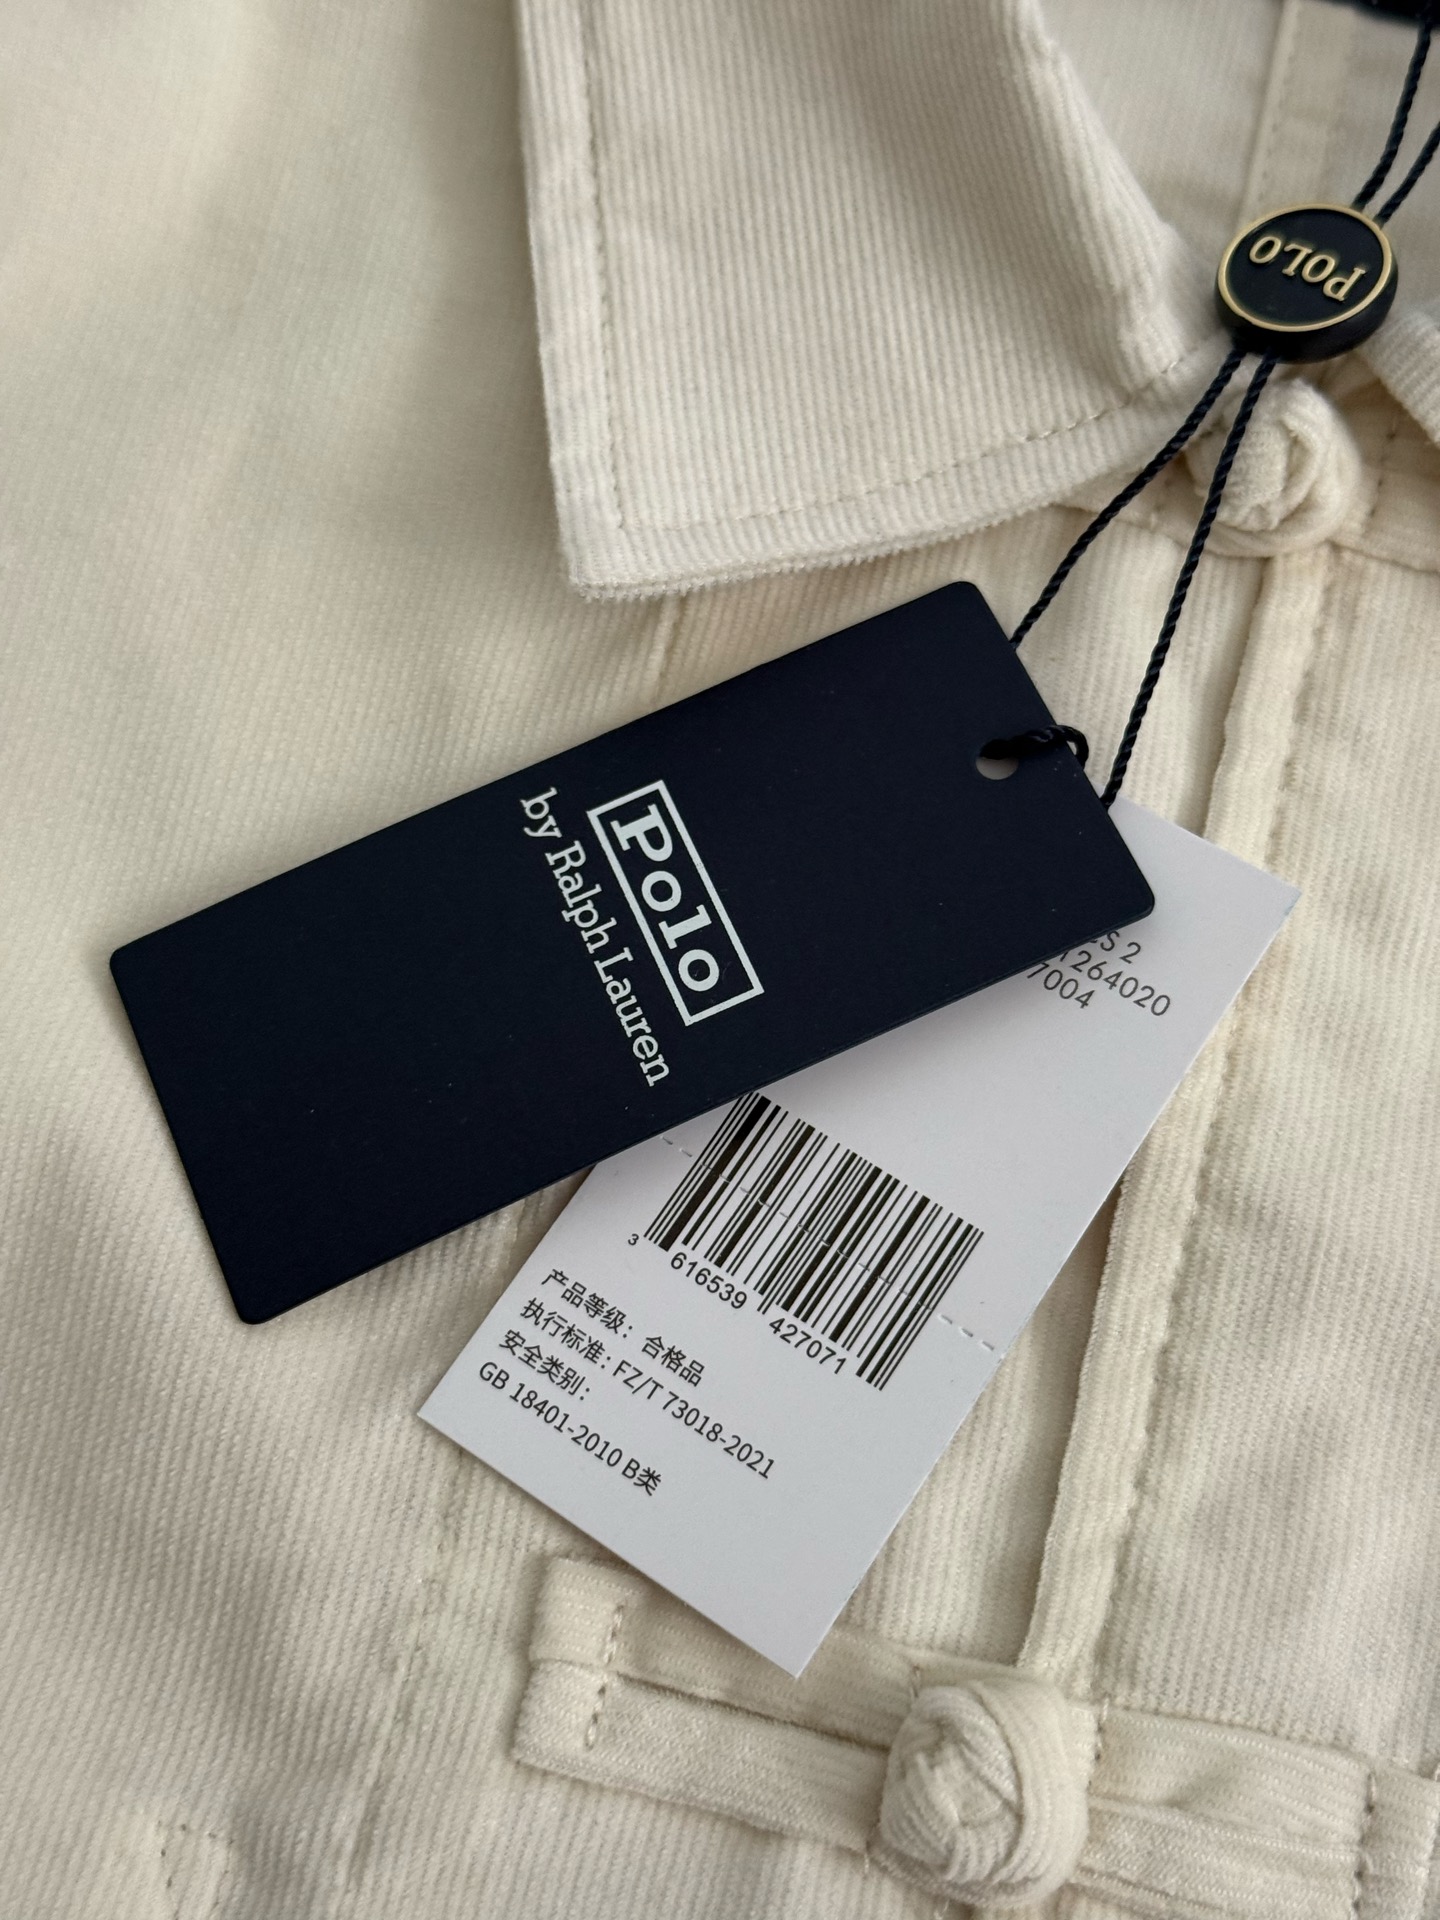 POLO
Polo
by Ralph Lauren
2
264020
7004
3 616539 427071
产品等级：合格品
执行标准：FZ/T 73018-2021
安全类别：
GB 18401-2010 B类